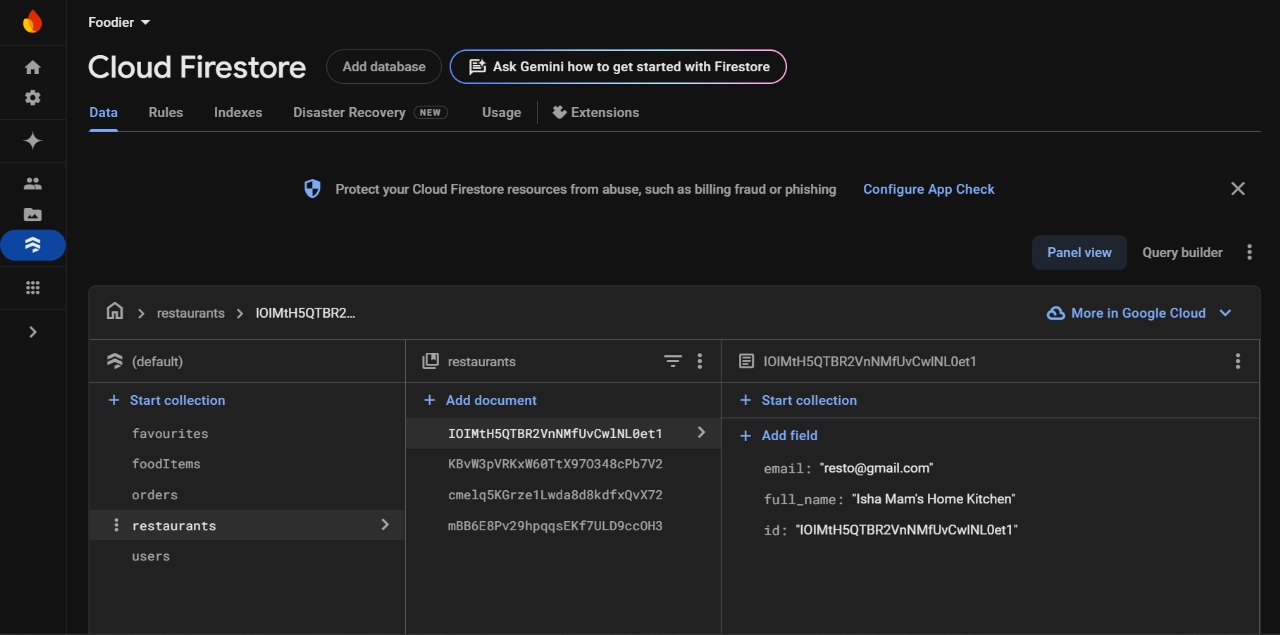 Foodier
Cloud Firestore
Add database
Ask Gemini how to get started with Firestore
Data Rules Indexes Disaster Recovery NEW Usage Extensions
Protect your Cloud Firestore resources from abuse, such as billing fraud or phishing Configure App Check
Panel view Query builder
restaurants IOIMtH5QTBR2...
More in Google Cloud
(default)
Start collection
favourites
foodItems
orders
restaurants
users
restaurants
Add document
IOIMtH5QTBR2VnNMfUvCwlNL0et1
KBvW3pVRKxW60TtX97O348cPb7V2
cmelq5KGrze1Lwda8d8kdfxQvX72
mBB6E8Pv29hpqqsEKf7ULD9ccOH3
IOIMtH5QTBR2VnNMfUvCwlNL0et1
Start collection
Add field
email: "resto@gmail.com"
full_name: "Isha Mam's Home Kitchen"
id: "IOIMtH5QTBR2VnNMfUvCwlNL0et1"